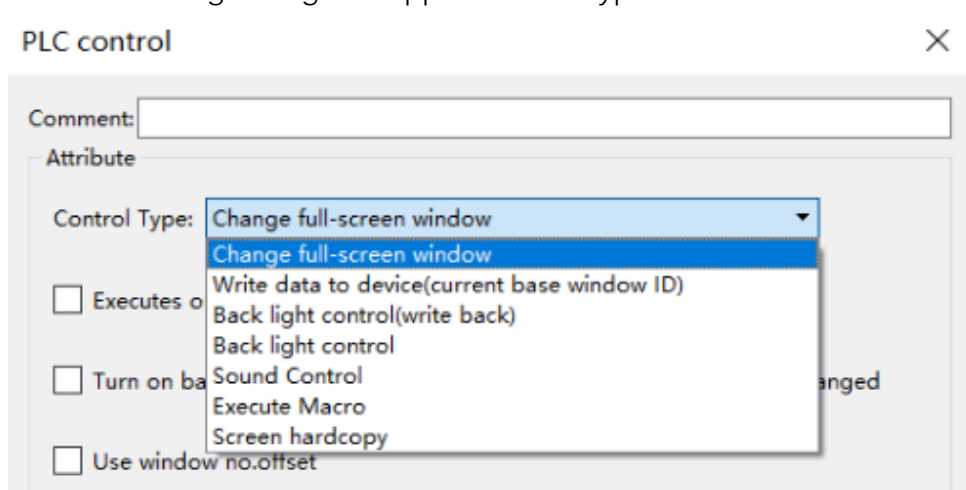 PLC control
Comment:
Attribute
Control Type: Change full-screen window
Change full-screen window
Write data to device(current base window ID)
Executes o
Back light control(write back)
Back light control
Turn on ba
Sound Control
anged
Execute Macro
Screen hardcopy
Use window no.offset